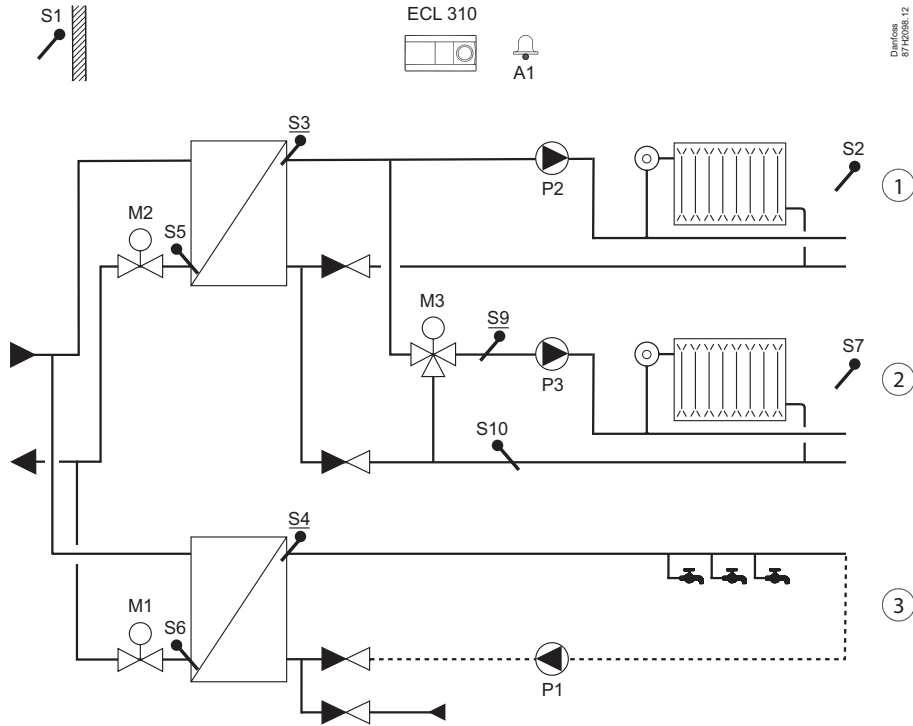 S1
ECL 310
A1
Danfoss
87H2098.12
S3
P2
S2
1
M2
S5
M3
S9
P3
S7
2
S10
S4
M1
S6
P1
3